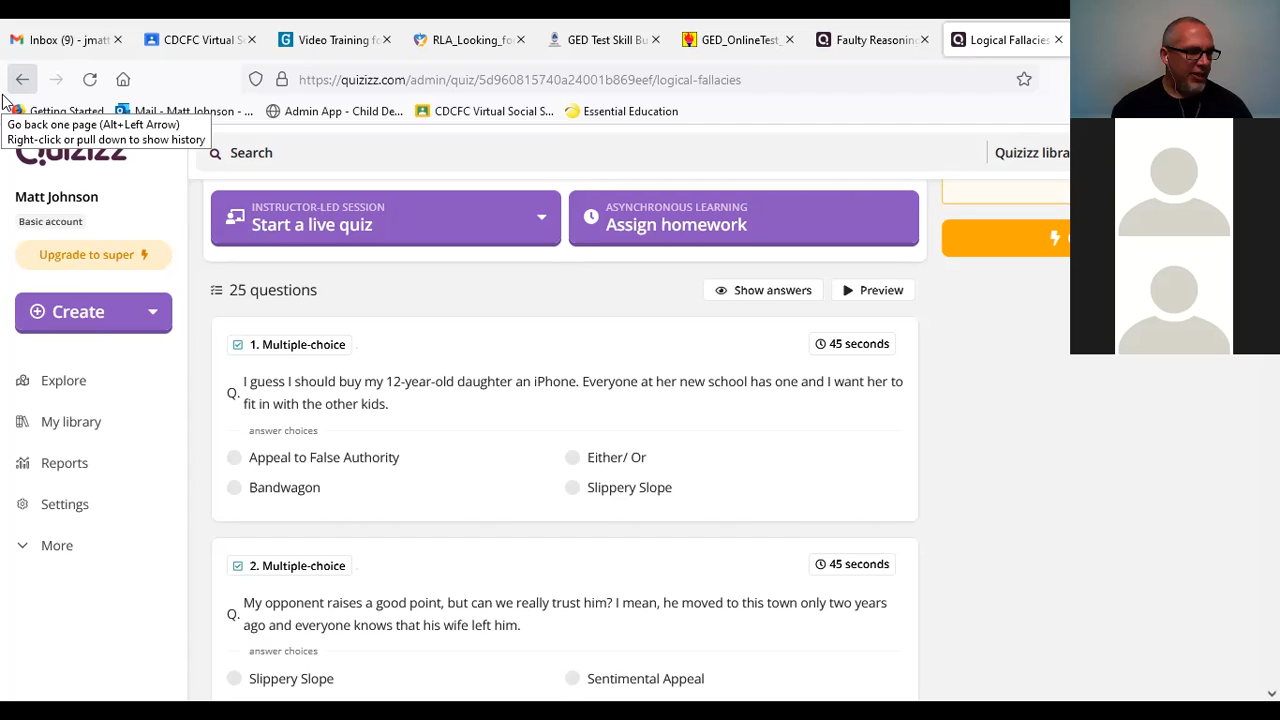 Inbox (9) - jmatt
CDCFC Virtual S
Video Training fo
RLA_Looking_fo
GED Test Skill Bu
GED_OnlineTest_
Faulty Reasoning
Logical Fallacies
https://quizizz.com/admin/quiz/5d960815740a24001b869eef/logical-fallacies
Getting Started
Mail - Matt Johnson - ...
Admin App - Child De...
CDCFC Virtual Social S...
Essential Education
Go back one page (Alt+Left Arrow)
Right-click or pull down to show history
Quizizz
Search
Quizizz libra
Matt Johnson
Basic account
Upgrade to super
Create
Explore
My library
Reports
Settings
More
INSTRUCTOR-LED SESSION
Start a live quiz
ASYNCHRONOUS LEARNING
Assign homework
25 questions
Show answers
Preview
1. Multiple-choice
45 seconds
Q. I guess I should buy my 12-year-old daughter an iPhone. Everyone at her new school has one and I want her to
fit in with the other kids.
answer choices
Appeal to False Authority
Either/ Or
Bandwagon
Slippery Slope
2. Multiple-choice
45 seconds
Q. My opponent raises a good point, but can we really trust him? I mean, he moved to this town only two years
ago and everyone knows that his wife left him.
answer choices
Slippery Slope
Sentimental Appeal